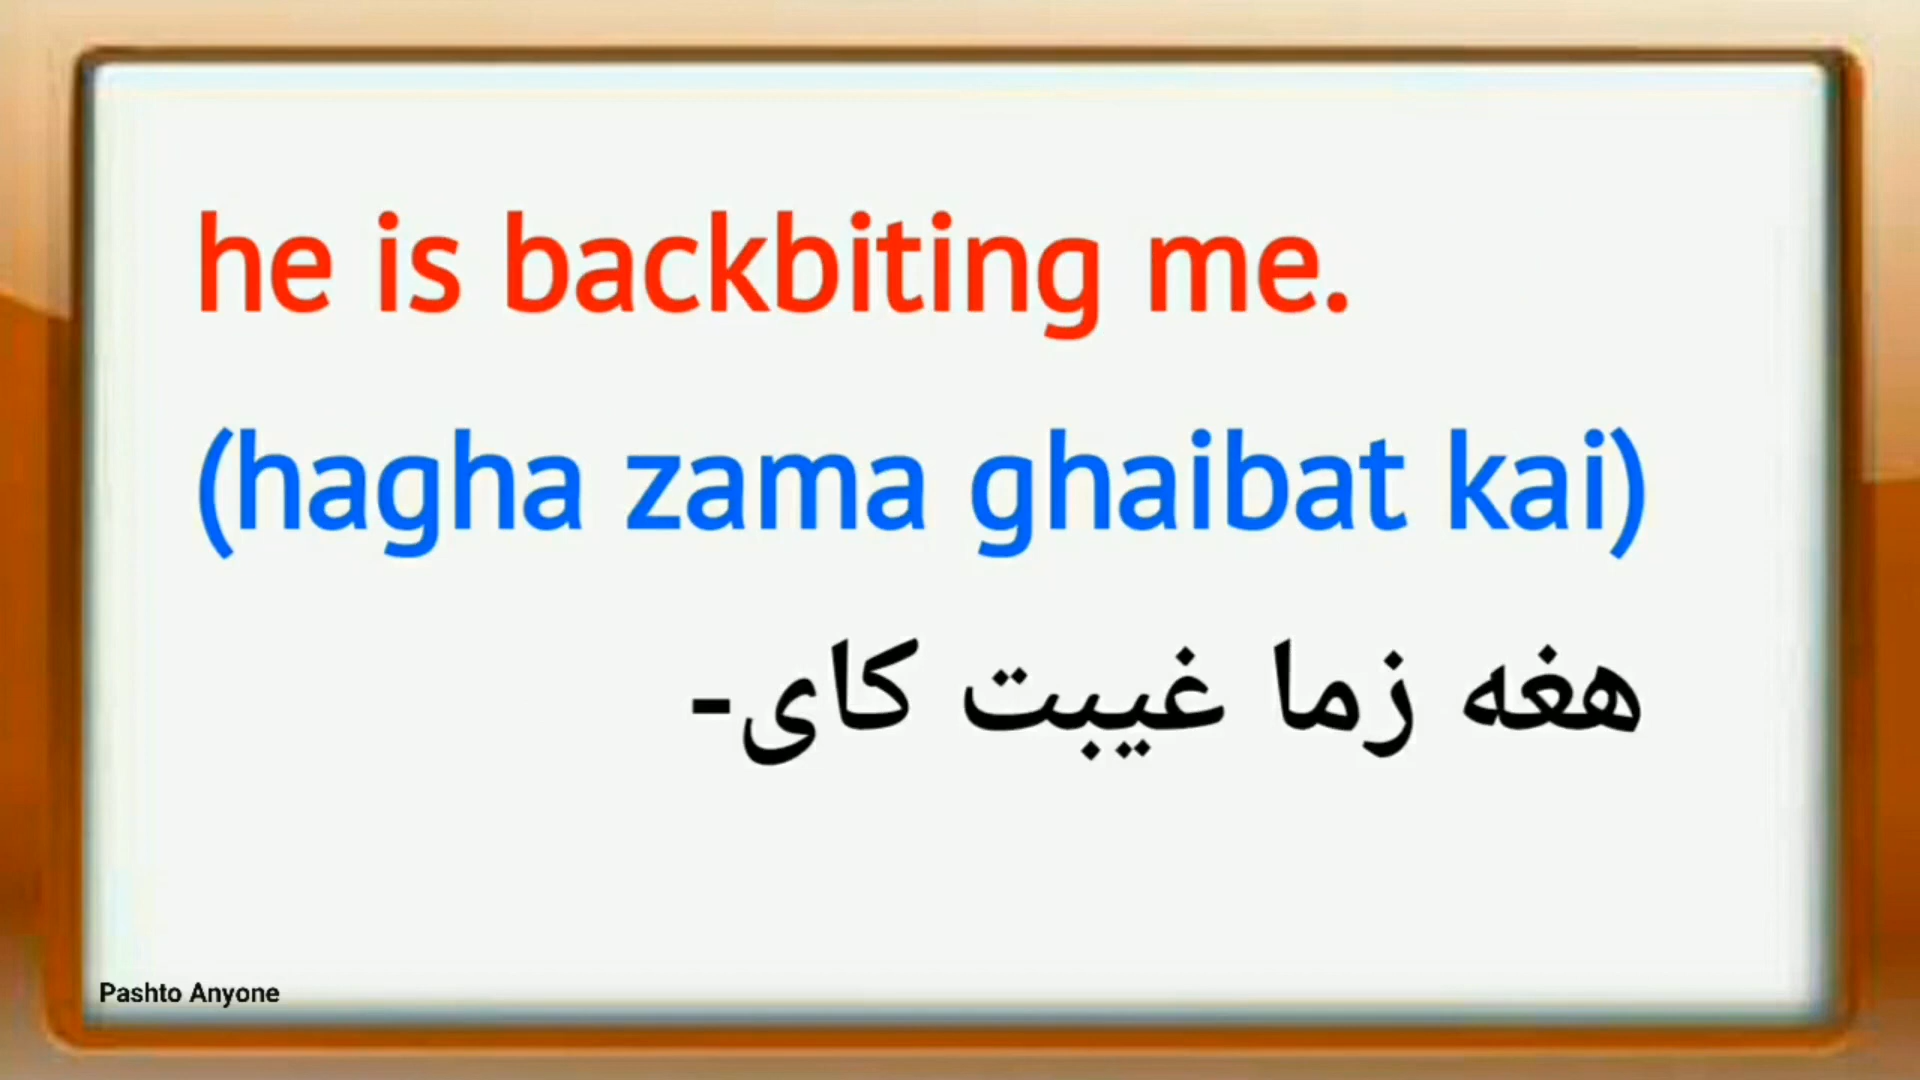 he is backbiting me.
(hagha zama ghaibat kai)
هغه زما غیبت کای-
Pashto Anyone